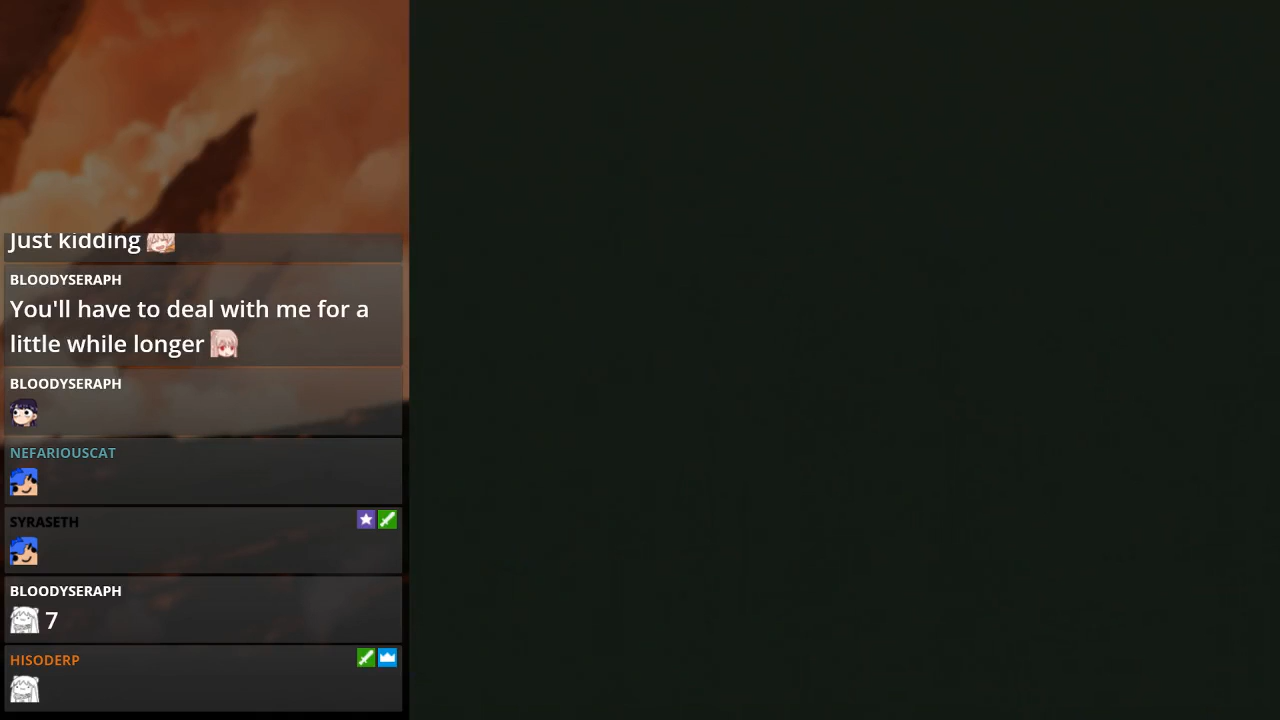 Just kidding
BLOODYSERAPH
You'll have to deal with me for a
little while longer
BLOODYSERAPH
NEFARIOUSCAT
SYRASETH
BLOODYSERAPH
7
HISODERP